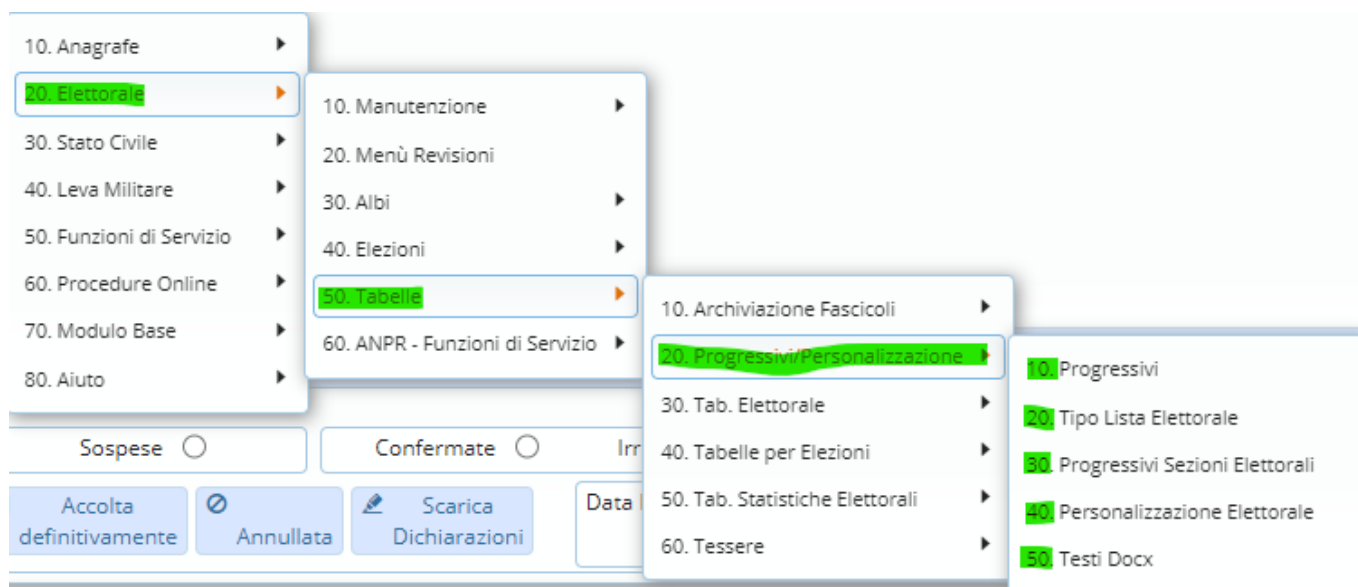 10. Anagrafe
20. Elettorale
30. Stato Civile
40. Leva Militare
50. Funzioni di Servizio
60. Procedure Online
70. Modulo Base
80. Aiuto
10. Manutenzione
20. Menù Revisioni
30. Albi
40. Elezioni
50. Tabelle
60. ANPR - Funzioni di Servizio
10. Archiviazione Fascicoli
20. Progressivi/Personalizzazione
30. Tab. Elettorale
40. Tabelle per Elezioni
50. Tab. Statistiche Elettorali
60. Tessere
10. Progressivi
20. Tipo Lista Elettorale
30. Progressivi Sezioni Elettorali
40. Personalizzazione Elettorale
50. Testi Docx
Sospese
Confermate
Accolta
definitivamente
Annullata
Scarica
Dichiarazioni
Data